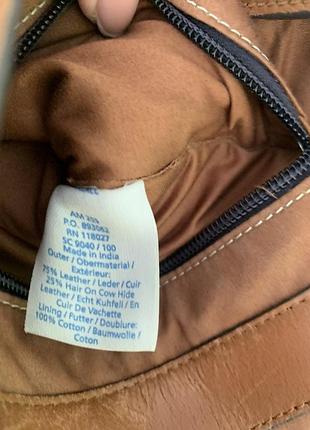 AM 205
P.O. 893062
RN 118027
SC 9040 / 100
Made in India
Outer / Obermaterial /
Extérieur:
75% Leather / Leder / Cuir
25% Hair On Cow Hide
Leather / Echt Kuhfell / En
Cuir De Vachette
Lining / Futter / Doublure:
100% Cotton / Baumwolle /
Coton